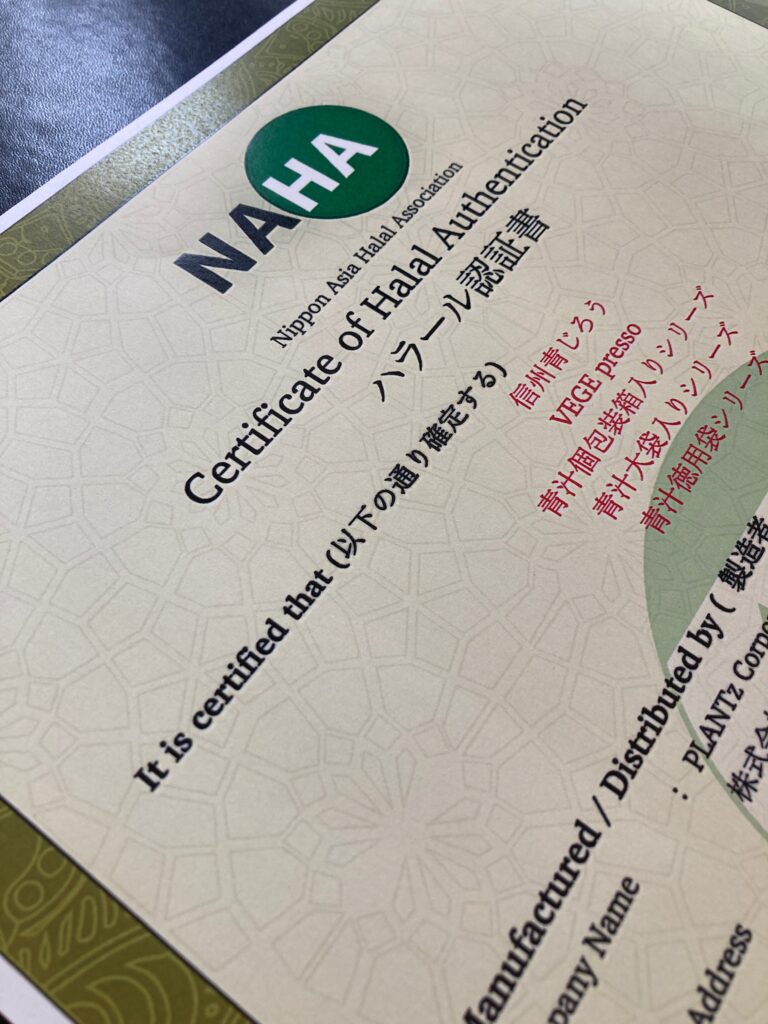 NAHA
Nippon Asia Halal Association
Certificate of Halal Authentication
ハラール認証書
It is certified that (以下の通り確定する)
信州青じろう
VEGE presso
青汁個包装箱入りシリーズ
青汁大袋入りシリーズ
青汁徳用袋シリーズ
Manufactured / Distributed by ( 製造者
: PLANTz
株式会
Name
Address